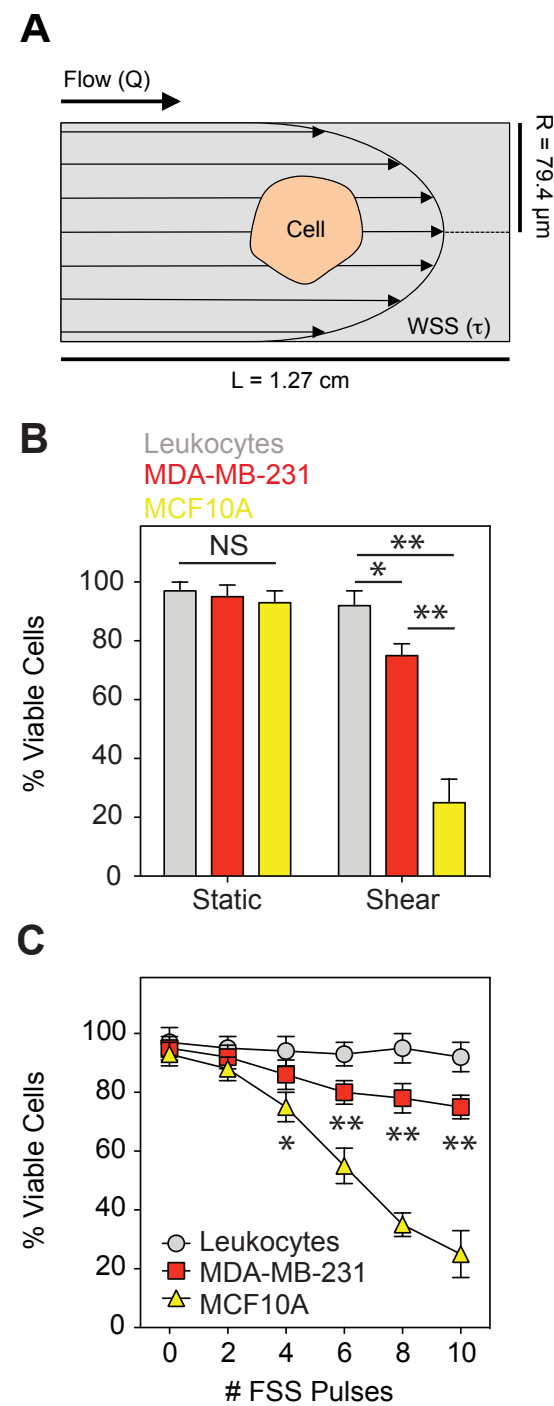 A
Flow (Q)
Cell
R = 79.4 μm
WSS (τ)
L = 1.27 cm
B
Leukocytes
MDA-MB-231
MCF10A
NS
**
*
**
% Viable Cells
100
80
60
40
20
0
Static
Shear
C
% Viable Cells
100
80
60
40
20
0
*
**
**
**
Leukocytes
MDA-MB-231
MCF10A
0 2 4 6 8 10
# FSS Pulses